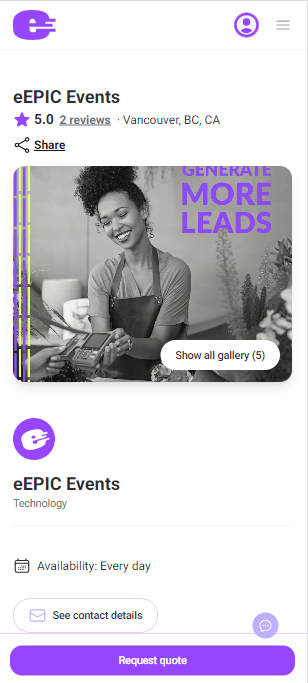 eEPIC Events
5.0 2 reviews · Vancouver, BC, CA
Share
GENERATE
MORE
LEADS
Show all gallery (5)
eEPIC Events
Technology
Availability: Every day
See contact details
Request quote